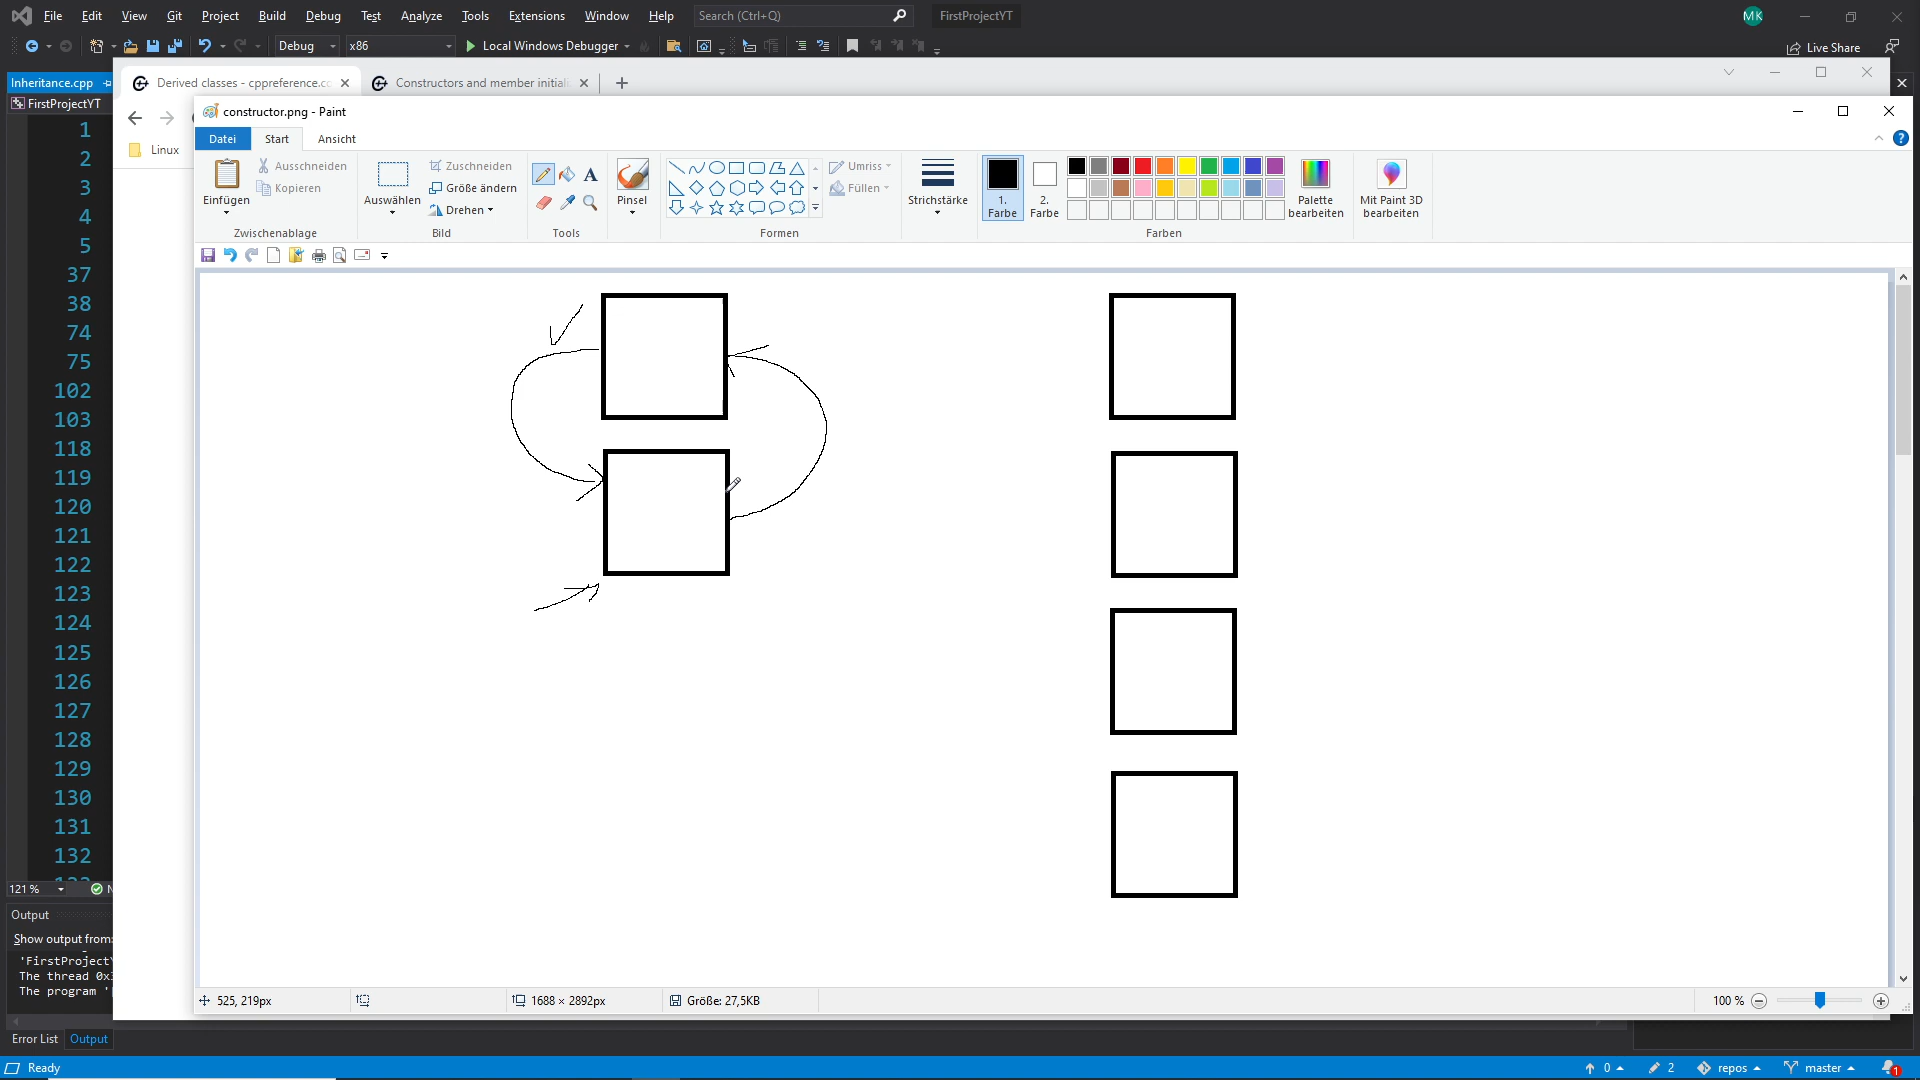 File Edit View Git Project Build Debug Test Analyze Tools Extensions Window Help Search (Ctrl+Q) FirstProjectYT MK
Debug x86 Local Windows Debugger Live Share
Inheritance.cpp Derived classes - cppreference.cc Constructors and member initiali
FirstProjectYT constructor.png - Paint
Datei Start Ansicht
Linux
Einfügen
Ausschneiden
Kopieren
Zwischenablage
Auswählen
Zuschneiden
Größe ändern
Drehen
Bild
Tools
Pinsel
Formen
Umriss
Füllen
Strichstärke
1. Farbe
2. Farbe
Farben
Palette bearbeiten
Mit Paint 3D bearbeiten
1
2
3
4
5
37
38
74
75
102
103
118
119
120
121
122
123
124
125
126
127
128
129
130
131
132
121 % N
Output
Show output from:
'FirstProjectY
The thread 0x
The program '
525, 219px 1688 × 2892px Größe: 27,5KB 100 %
Error List Output
Ready 0 2 repos master 1